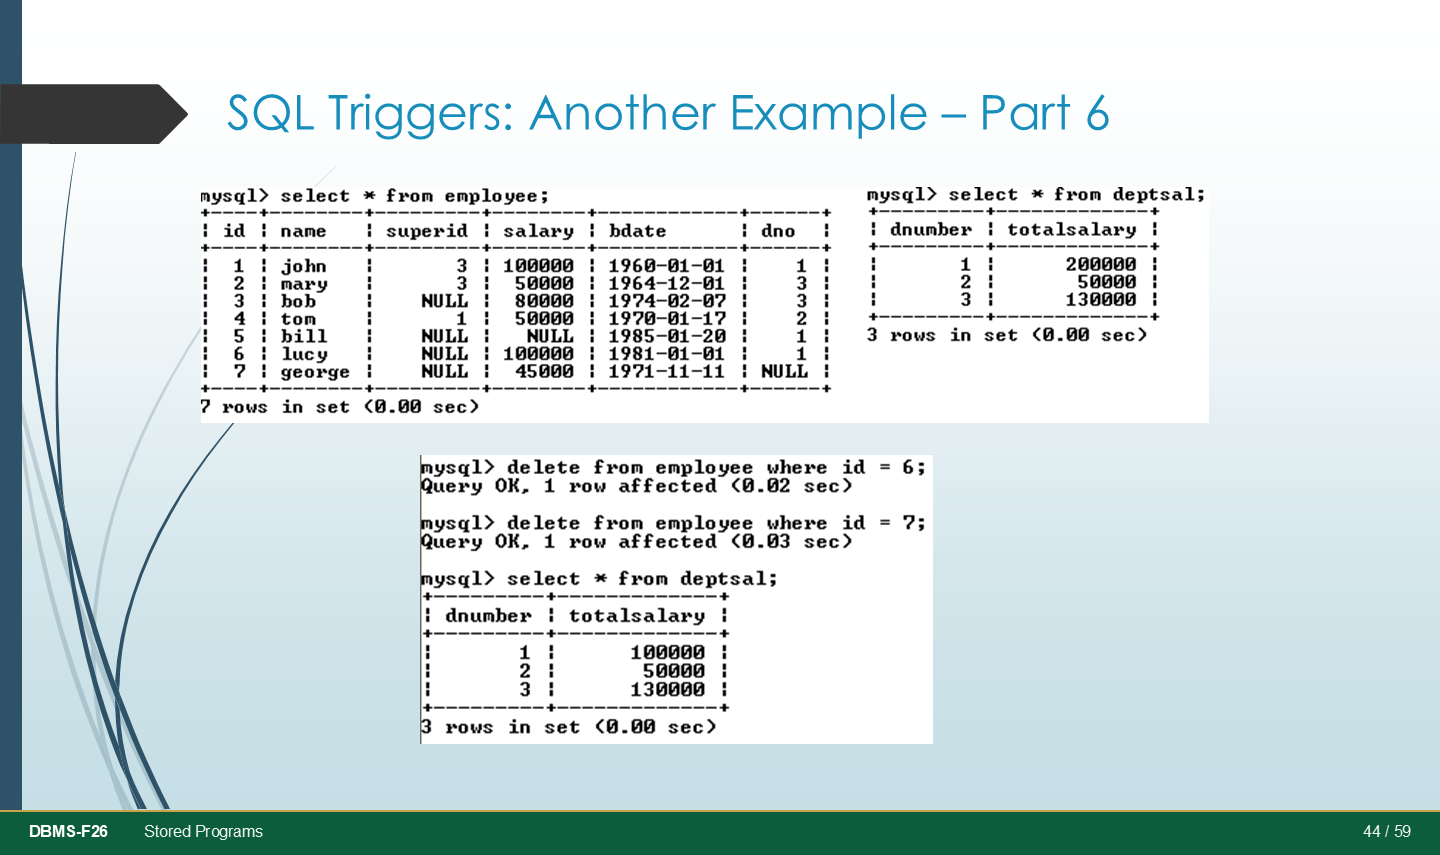 SQL Triggers: Another Example – Part 6
mysql> select * from employee;
+----+--------+---------+--------+------------+------+
| id | name | superid | salary | bdate | dno |
+----+--------+---------+--------+------------+------+
| 1 | john | 3 | 100000 | 1960-01-01 | 1 |
| 2 | mary | 3 | 50000 | 1964-12-01 | 3 |
| 3 | bob | NULL | 80000 | 1974-02-07 | 3 |
| 4 | tom | 1 | 50000 | 1970-01-17 | 2 |
| 5 | bill | NULL | NULL | 1985-01-20 | 1 |
| 6 | lucy | NULL | 100000 | 1981-01-01 | 1 |
| 7 | george | NULL | 45000 | 1971-11-11 | NULL |
+----+--------+---------+--------+------------+------+
7 rows in set (0.00 sec)
mysql> select * from deptsal;
+---------+-------------+
| dnumber | totalsalary |
+---------+-------------+
| 1 | 200000 |
| 2 | 50000 |
| 3 | 130000 |
+---------+-------------+
3 rows in set (0.00 sec)
mysql> delete from employee where id = 6;
Query OK, 1 row affected (0.02 sec)
mysql> delete from employee where id = 7;
Query OK, 1 row affected (0.03 sec)
mysql> select * from deptsal;
+---------+-------------+
| dnumber | totalsalary |
+---------+-------------+
| 1 | 100000 |
| 2 | 50000 |
| 3 | 130000 |
+---------+-------------+
3 rows in set (0.00 sec)
DBMS-F26 Stored Programs 44 / 59